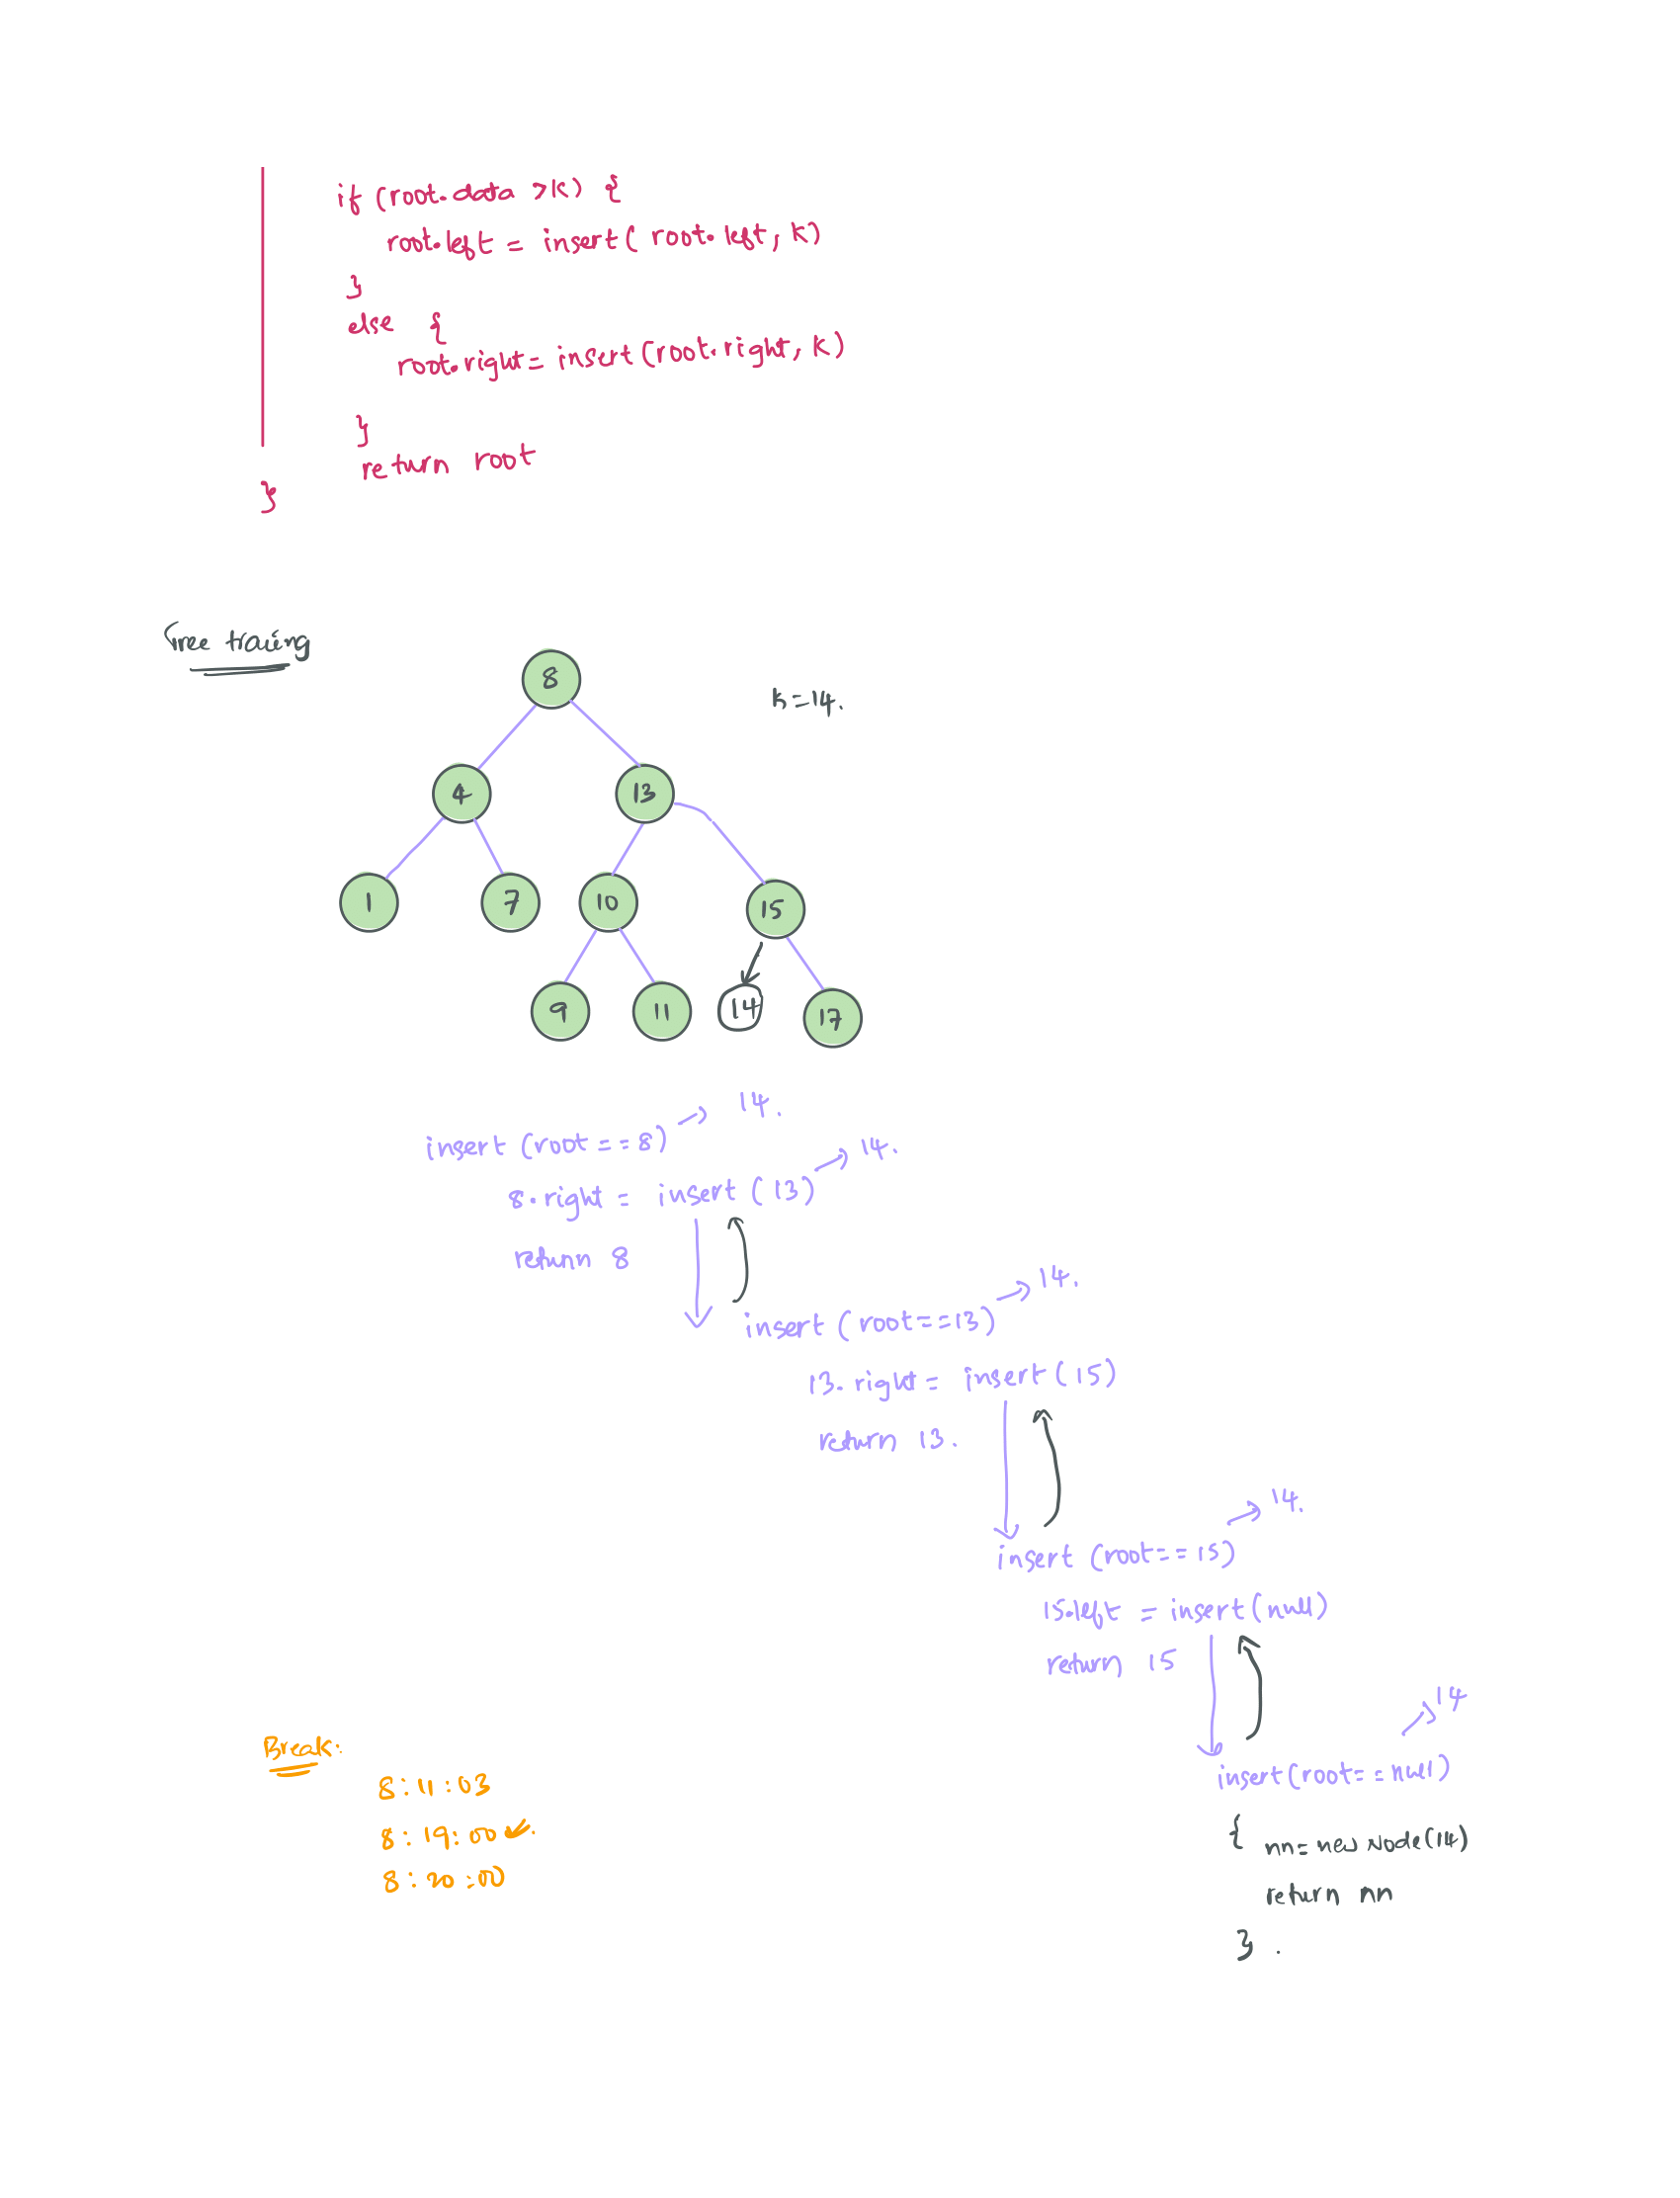 if (root.data >k) {
root.left = insert( root.left, k)
}
else {
root.right= insert(root.right, k)
}
return root
}
Tree traing
8
k=14.
4
13
1
7
10
15
9
11
14
17
insert (root ==8) → 14.
8.right = insert (13) → 14.
return 8
insert (root==13) → 14.
13. right = insert(15)
return 13.
insert (root==15) → 14.
15.left = insert(null)
return 15
insert(root==null) → 14
{ nn= new Node(14)
return nn
} .
Break:
8:11:03
8:19:00 ↙.
8:20:00